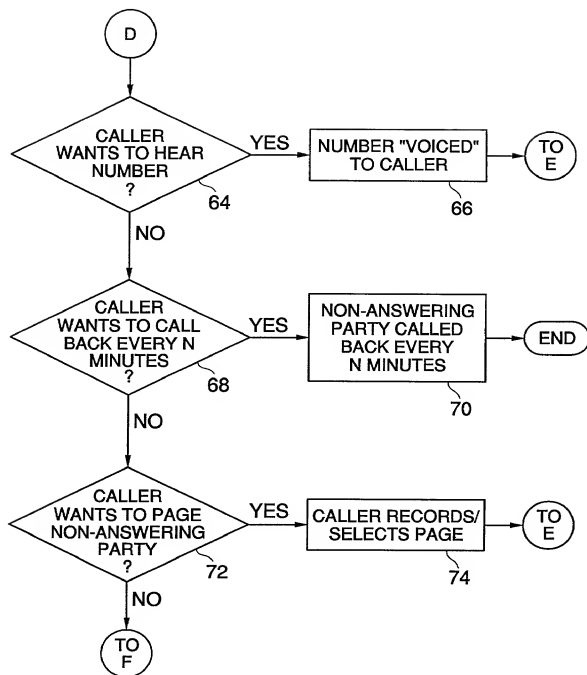 D
CALLER
WANTS TO HEAR
NUMBER
?
YES
64
NUMBER "VOICED"
TO CALLER
66
TO
E
NO
CALLER
WANTS TO CALL
BACK EVERY N
MINUTES
?
YES
68
NON-ANSWERING
PARTY CALLED
BACK EVERY
N MINUTES
70
END
NO
CALLER
WANTS TO PAGE
NON-ANSWERING
PARTY
?
YES
72
CALLER RECORDS/
SELECTS PAGE
74
TO
E
NO
TO
F